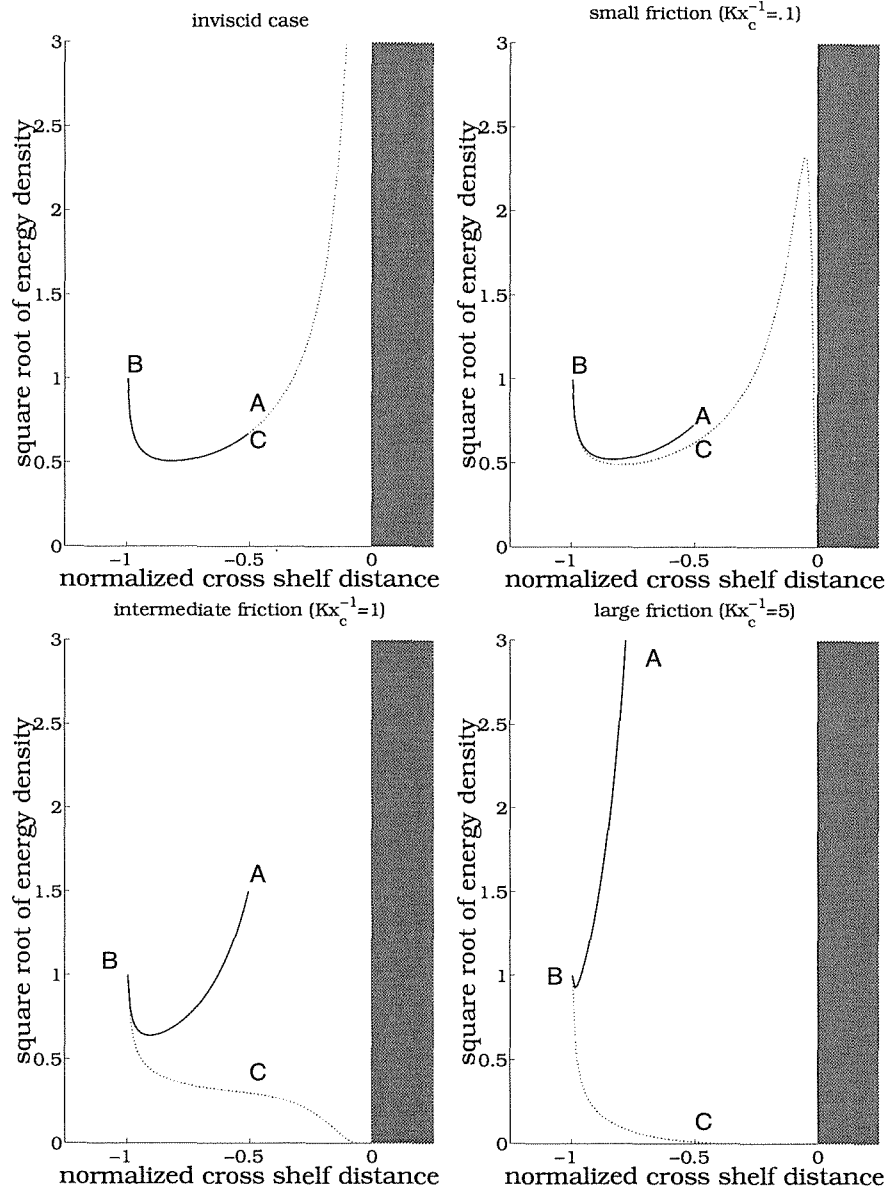 inviscid case
square root of energy density
3
2.5
2
1.5
1
0.5
0
B
A
C
-1
-0.5
0
normalized cross shelf distance
small friction (Kx_c^-1=.1)
square root of energy density
3
2.5
2
1.5
1
0.5
0
B
A
C
-1
-0.5
0
normalized cross shelf distance
intermediate friction (Kx_c^-1=1)
square root of energy density
3
2.5
2
1.5
1
0.5
0
A
B
C
-1
-0.5
0
normalized cross shelf distance
large friction (Kx_c^-1=5)
square root of energy density
3
2.5
2
1.5
1
0.5
0
A
B
C
-1
-0.5
0
normalized cross shelf distance